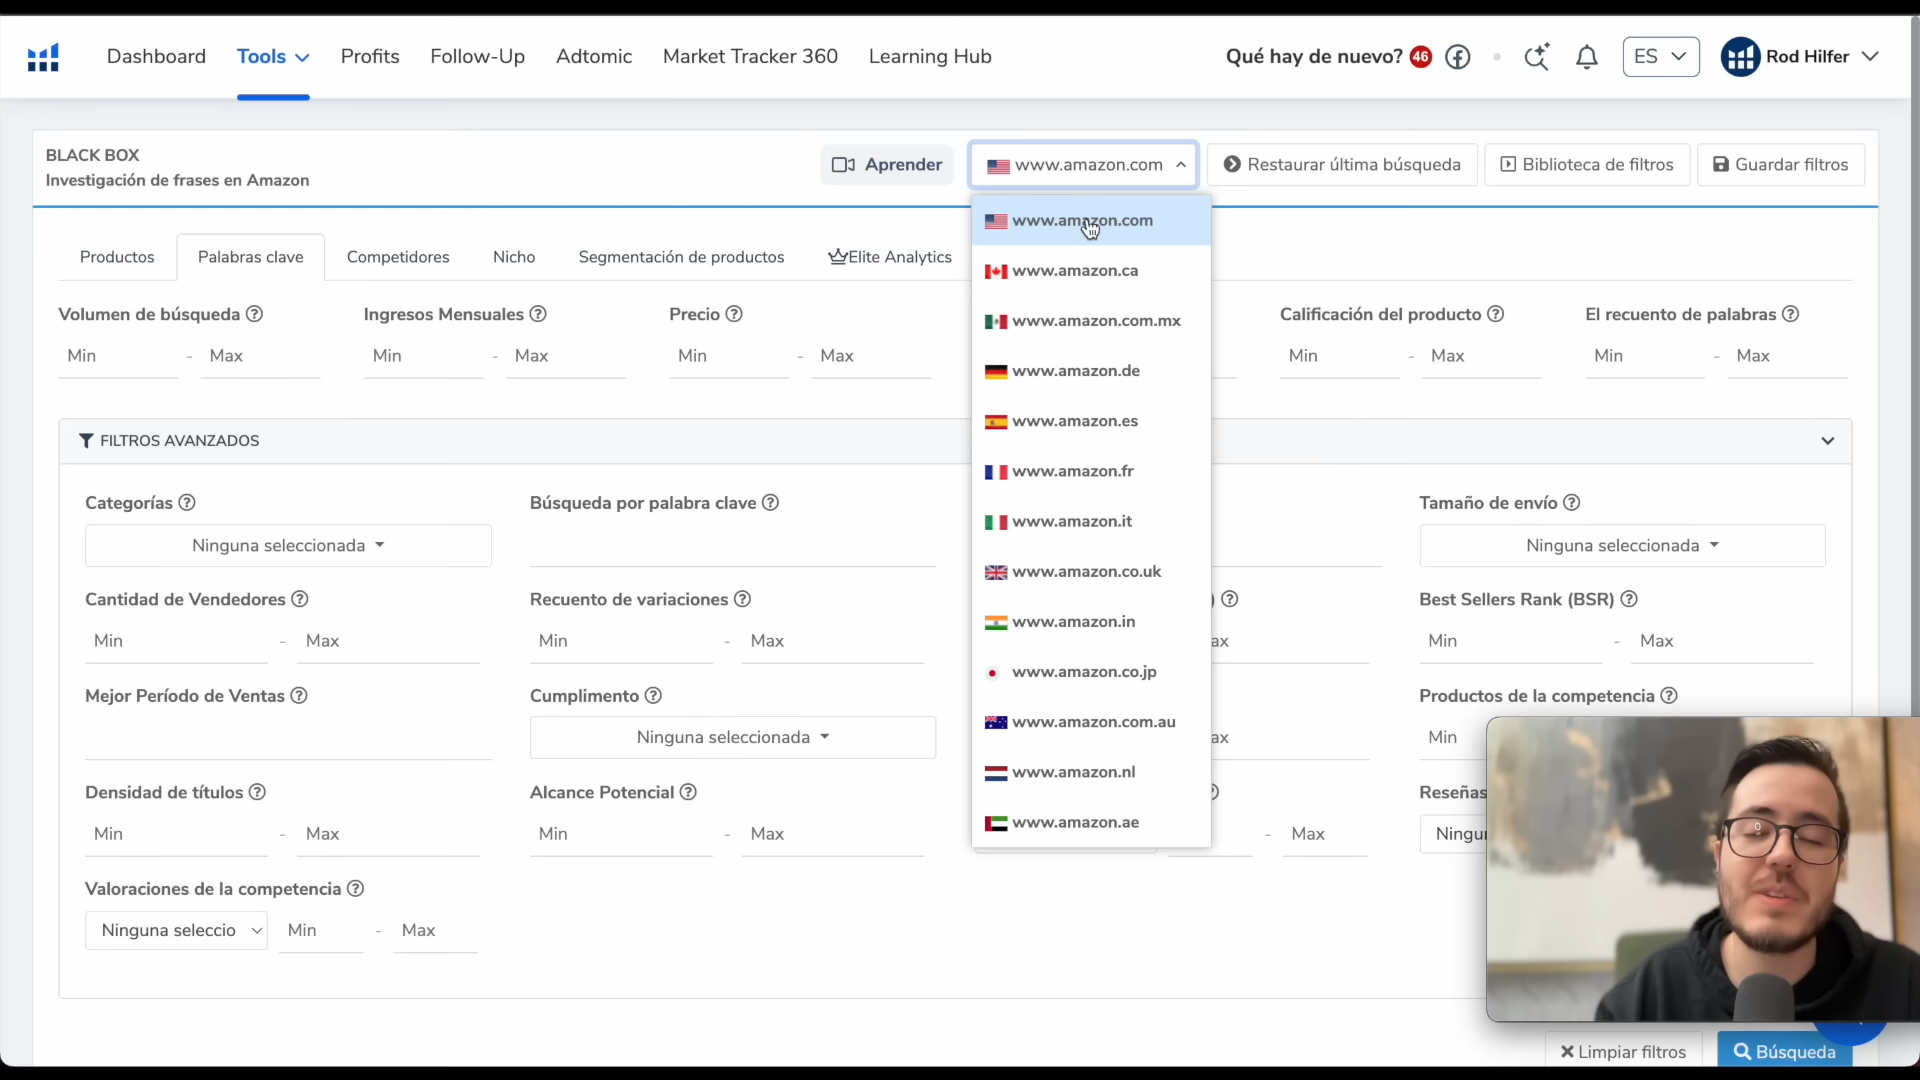 Dashboard
Tools
Profits
Follow-Up
Adtomic
Market Tracker 360
Learning Hub
Qué hay de nuevo? 46
ES
Rod Hilfer
BLACK BOX
Investigación de frases en Amazon
Aprender
www.amazon.com
Restaurar última búsqueda
Biblioteca de filtros
Guardar filtros
www.amazon.com
www.amazon.ca
www.amazon.com.mx
www.amazon.de
www.amazon.es
www.amazon.fr
www.amazon.it
www.amazon.co.uk
www.amazon.in
www.amazon.co.jp
www.amazon.com.au
www.amazon.nl
www.amazon.ae
Productos
Palabras clave
Competidores
Nicho
Segmentación de productos
Elite Analytics
Volumen de búsqueda
Min - Max
Ingresos Mensuales
Min - Max
Precio
Min - Max
Calificación del producto
Min - Max
El recuento de palabras
Min - Max
FILTROS AVANZADOS
Categorías
Ninguna seleccionada
Búsqueda por palabra clave
Tamaño de envío
Ninguna seleccionada
Cantidad de Vendedores
Min - Max
Recuento de variaciones
Min - Max
)
ax
Best Sellers Rank (BSR)
Min - Max
Mejor Período de Ventas
Cumplimento
Ninguna seleccionada
ax
Productos de la competencia
Min
Densidad de títulos
Min - Max
Alcance Potencial
Min - Max
- Max
Reseñas
Ningu
Valoraciones de la competencia
Ninguna seleccio
Min - Max
Limpiar filtros
Búsqueda